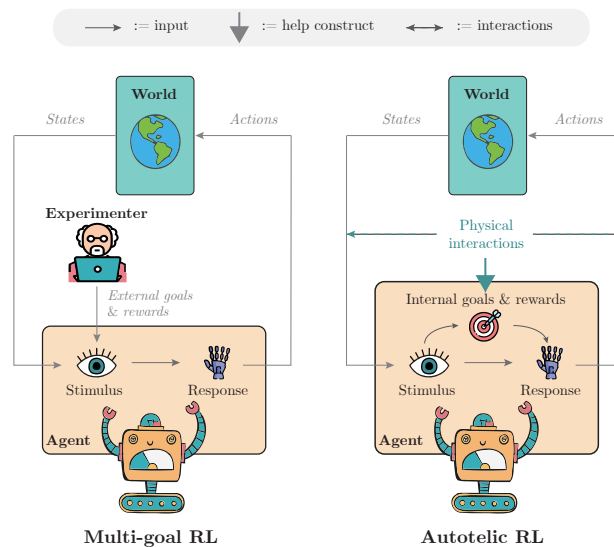 := input
:= help construct
:= interactions
World
States
Actions
Experimenter
External goals
& rewards
Stimulus
Response
Agent
Multi-goal RL
World
States
Actions
Physical
interactions
Internal goals & rewards
Stimulus
Response
Agent
Autotelic RL